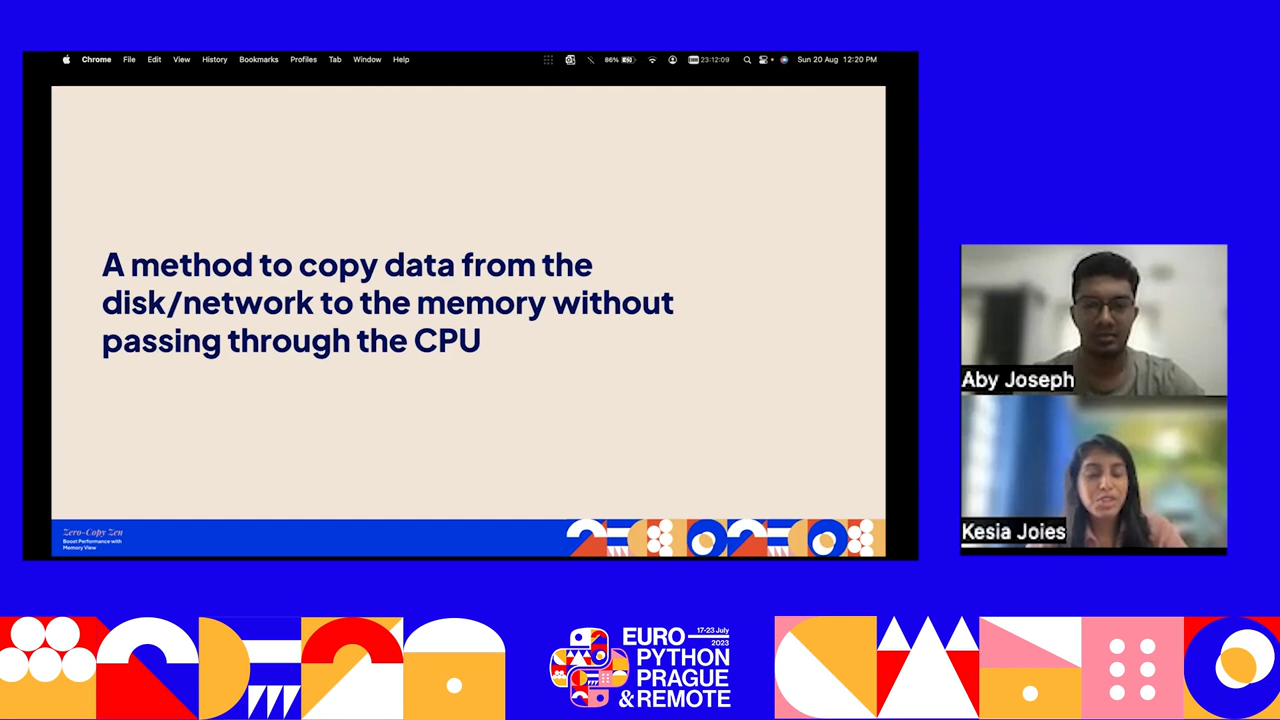 Chrome File Edit View History Bookmarks Profiles Tab Window Help
86% 23:12:09 Sun 20 Aug 12:20 PM
A method to copy data from the
disk/network to the memory without
passing through the CPU
Zero-Copy Zen
Boost Performance with
Memory View
Aby Joseph
Kesia Joies
EURO 17-23 July
2023
PYTHON
PRAGUE
& REMOTE